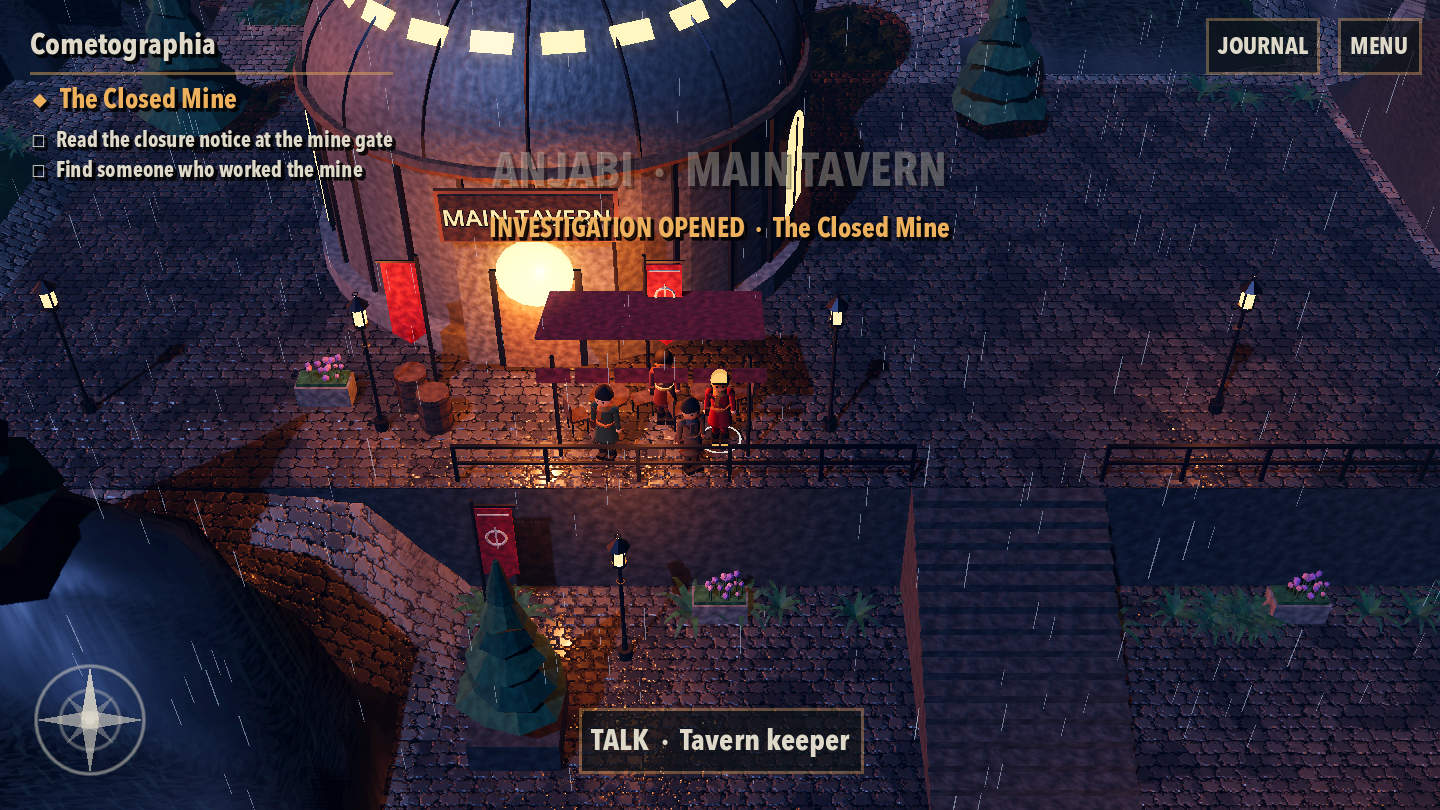 Cometographia
JOURNAL
MENU
The Closed Mine
Read the closure notice at the mine gate
Find someone who worked the mine
ANJABI · MAIN TAVERN
MAIN TAVERN
INVESTIGATION OPENED · The Closed Mine
TALK · Tavern keeper